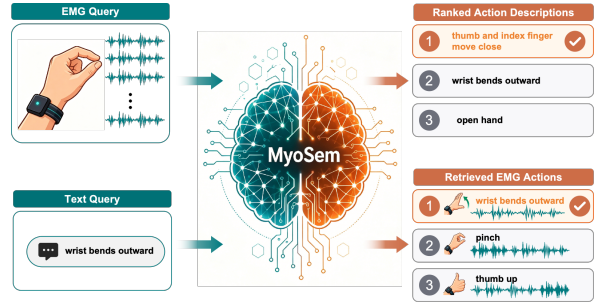 EMG Query
Ranked Action Descriptions
1
thumb and index finger
move close
2
wrist bends outward
3
open hand
MyoSem
Text Query
wrist bends outward
Retrieved EMG Actions
1
wrist bends outward
2
pinch
3
thumb up